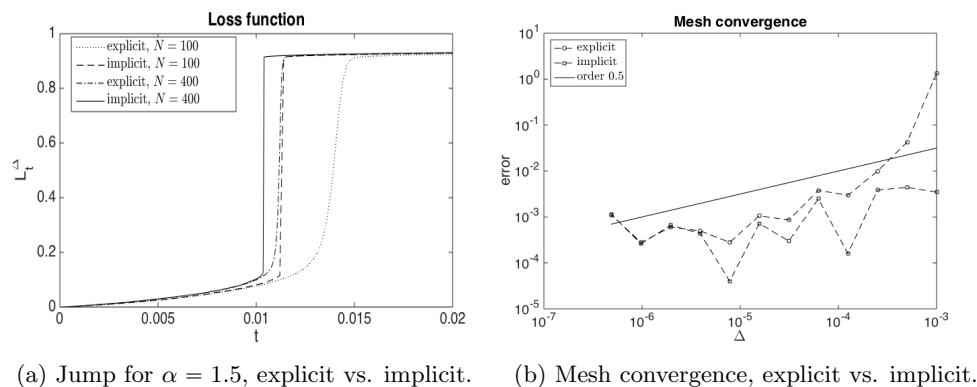 Loss function
1
0.8
0.6
0.4
0.2
0
L_t^Δ
explicit, N = 100
implicit, N = 100
explicit, N = 400
implicit, N = 400
0 0.005 0.01 0.015 0.02
t
(a) Jump for α = 1.5, explicit vs. implicit.
Mesh convergence
10^1
10^0
10^-1
10^-2
10^-3
10^-4
10^-5
error
explicit
implicit
order 0.5
10^-7 10^-6 10^-5 10^-4 10^-3
Δ
(b) Mesh convergence, explicit vs. implicit.